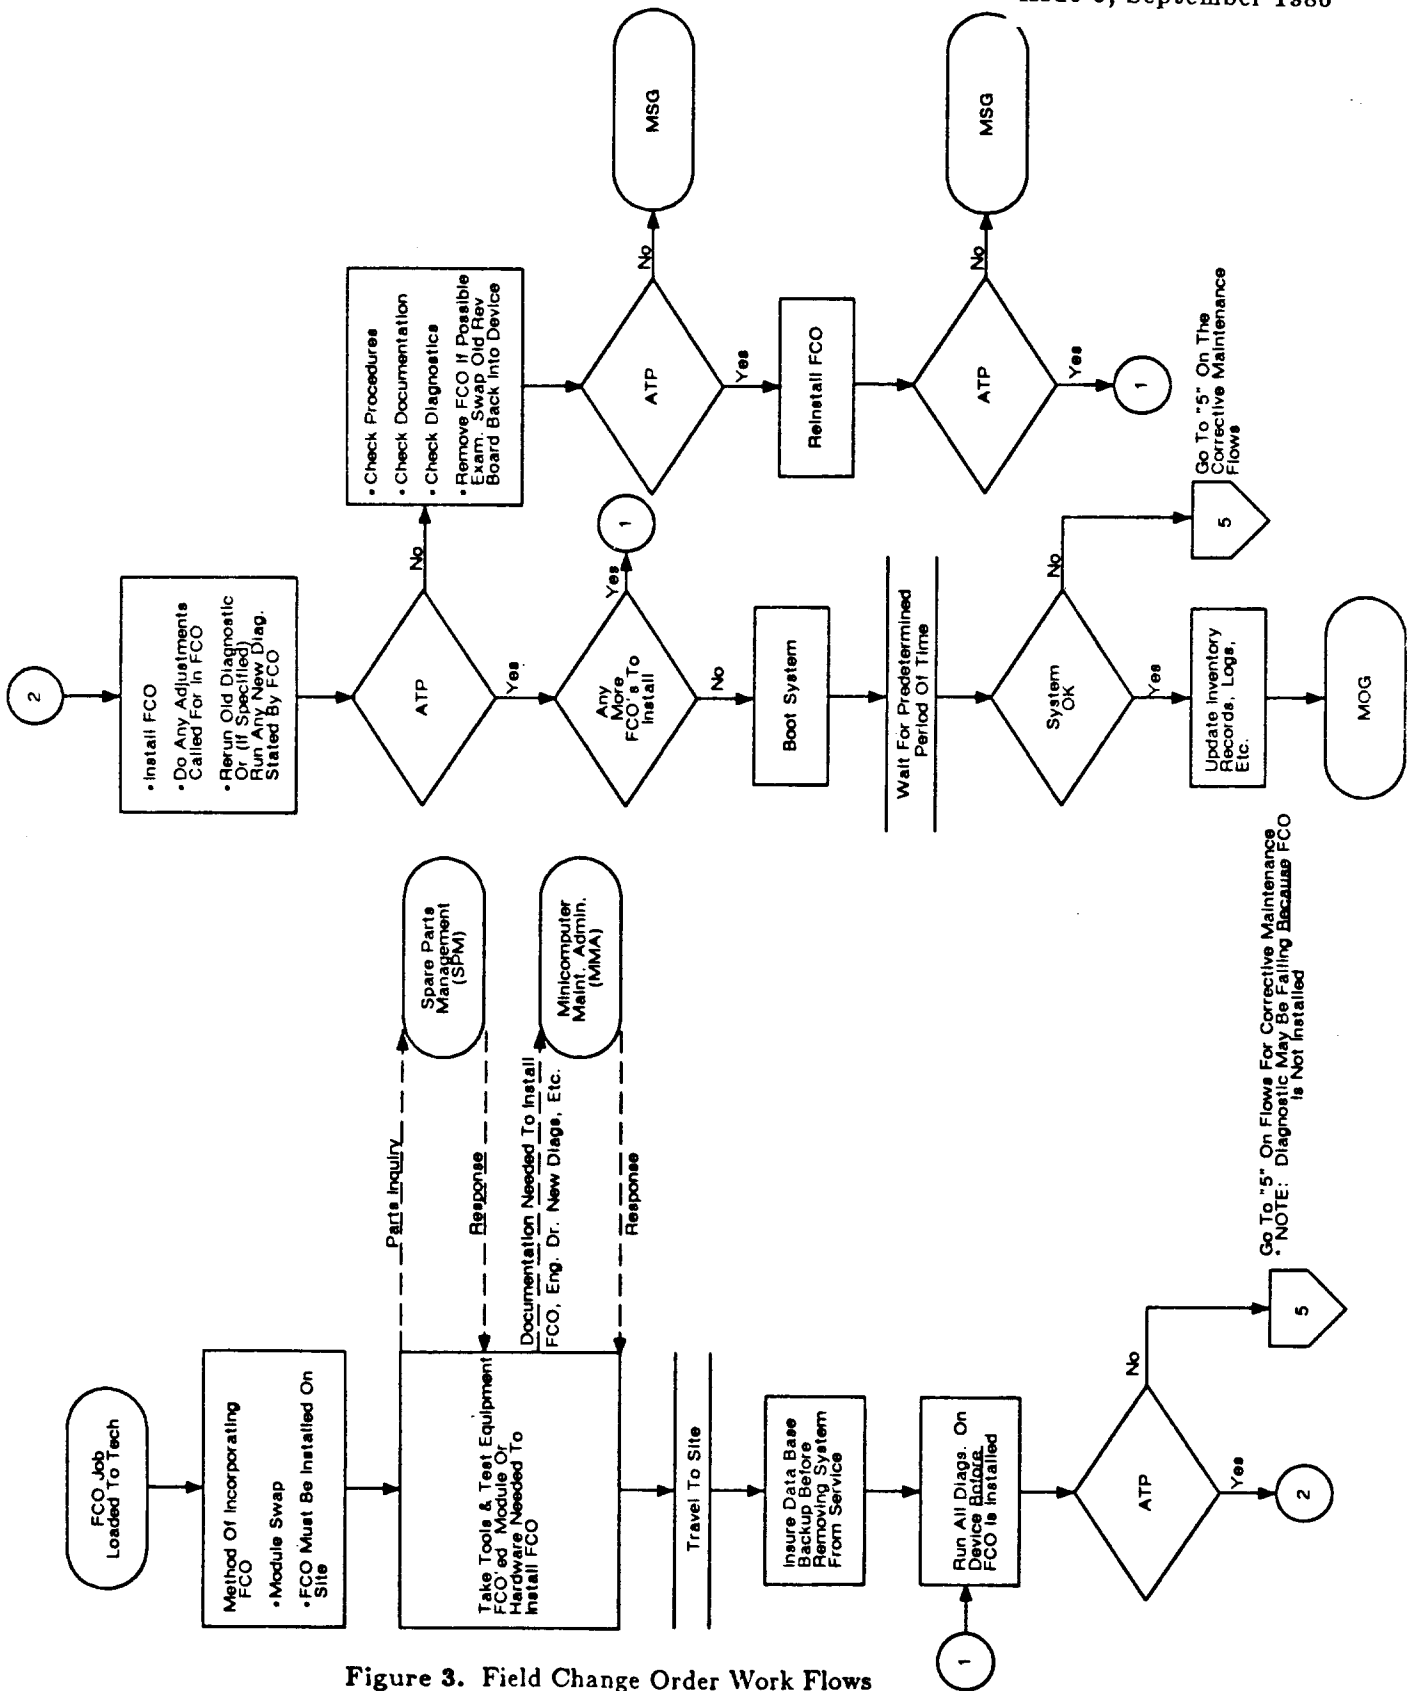 September 1986
FCO Job
Loaded To Tech
Method Of Incorporating
FCO
• Module Swap
• FCO Must Be Installed On
Site
Take Tools & Test Equipment
FCO'ed Module Or
Hardware Needed To
Install FCO
Parts Inquiry
Response
Spare Parts
Management
(SPM)
Documentation Needed To Install
FCO, Eng. Dr. New Diags, Etc.
Response
Minicomputer
Maint. Admin.
(MMA)
Travel To Site
Insure Data Base
Backup Before
Removing System
From Service
1
Run All Diags. On
Device Before
FCO Is Installed
ATP
No
5
Go To "5" On Flows For Corrective Maintenance
* NOTE: Diagnostic May Be Failing Because FCO
Is Not Installed
Yes
2
2
• Install FCO
• Do Any Adjustments
Called For In FCO
• Rerun Old Diagnostic
Or (If Specified)
Run Any New Diag.
Stated By FCO
ATP
No
Yes
Any
More
FCO's To
Install
Yes
1
No
Boot System
Wait For Predetermined
Period Of Time
System
OK
No
5
Go To "5" On The
Corrective Maintenance
Flows
Yes
Update Inventory
Records, Logs,
Etc.
MOG
• Check Procedures
• Check Documentation
• Check Diagnostics
• Remove FCO If Possible
Exam. Swap Old Rev
Board Back Into Device
ATP
No
MSG
Yes
Reinstall FCO
ATP
No
MSG
Yes
1
Figure 3. Field Change Order Work Flows